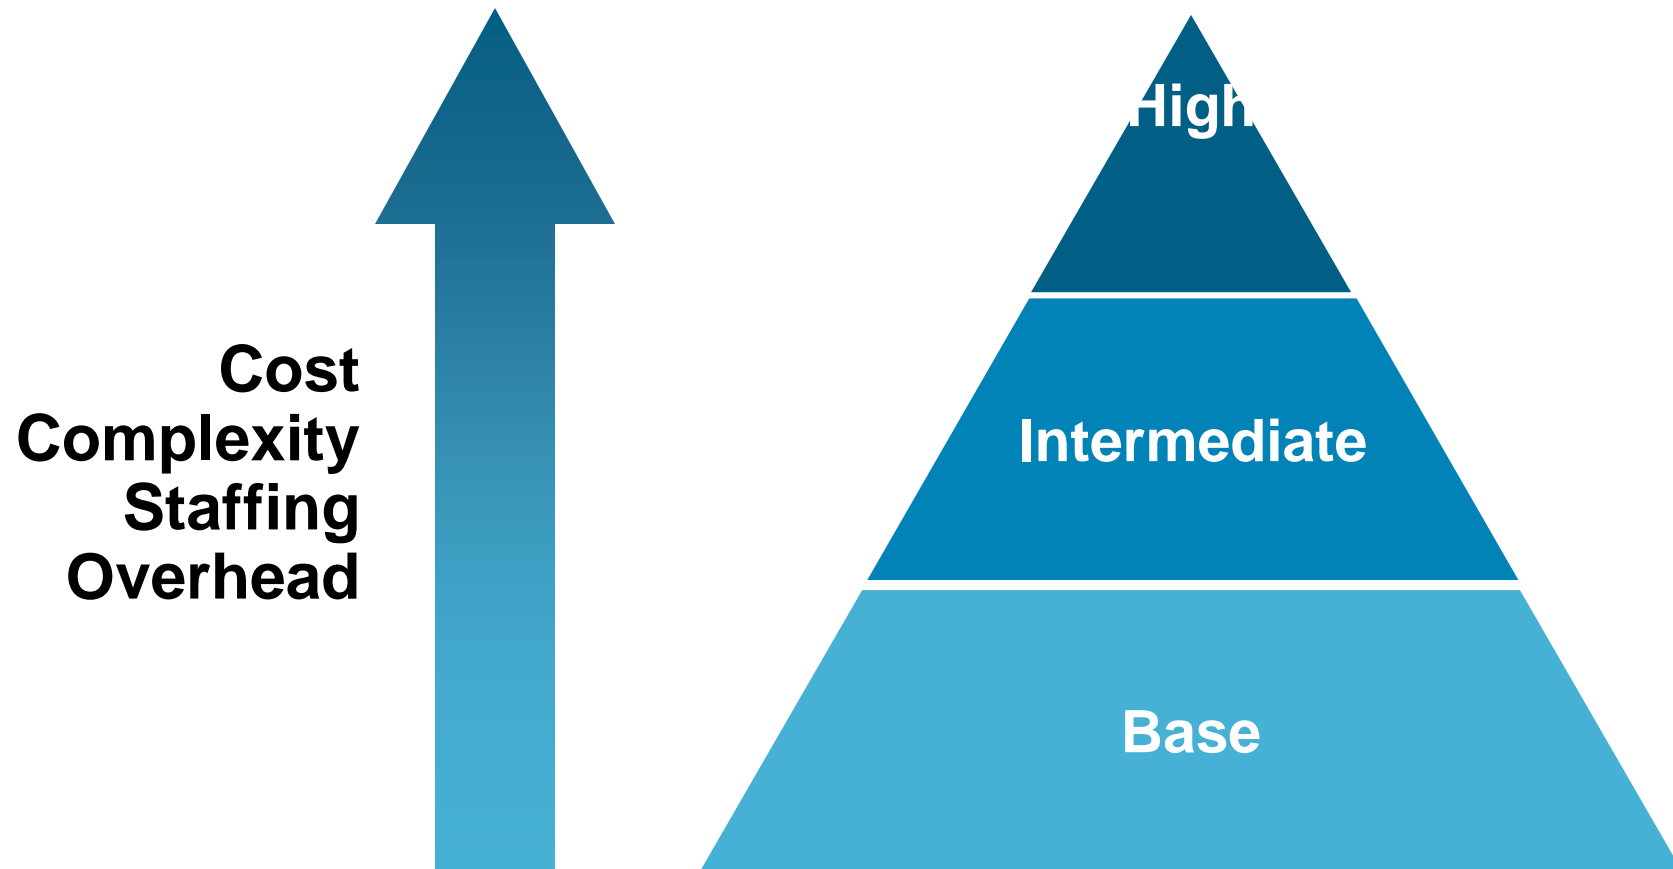 High
Cost
Complexity
Staffing
Overhead
Intermediate
Base